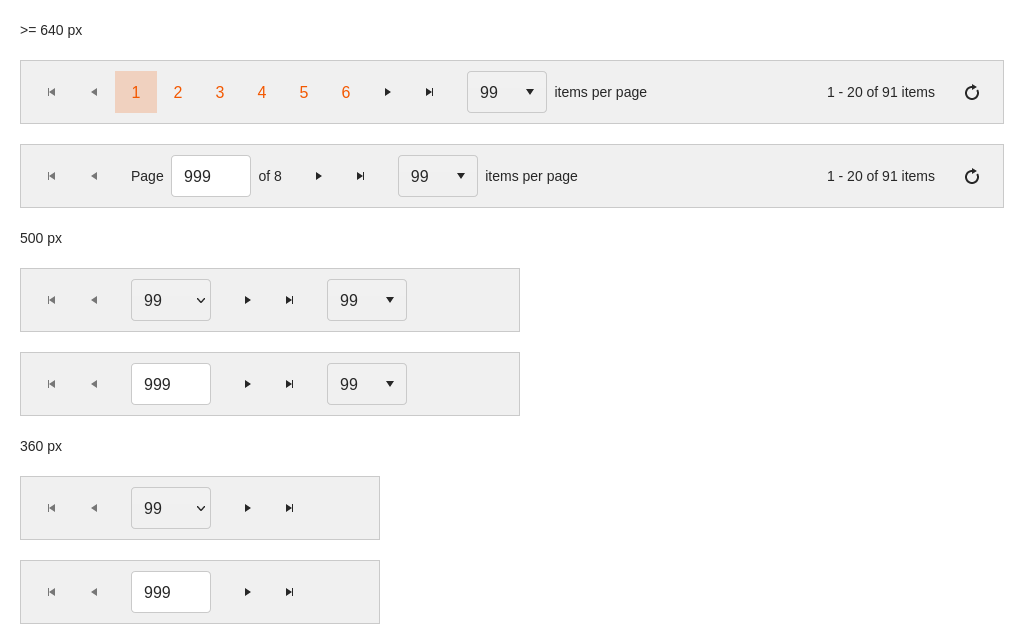 >= 640 px
1 2 3 4 5 6 99 items per page 1 - 20 of 91 items
Page 999 of 8 99 items per page 1 - 20 of 91 items
500 px
99 99
999 99
360 px
99
999